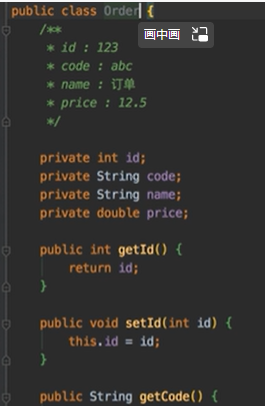 public class Order {
画中画
/**
* id : 123
* code : abc
* name : 订单
* price : 12.5
*/
private int id;
private String code;
private String name;
private double price;
public int getId() {
return id;
}
public void setId(int id) {
this.id = id;
}
public String getCode() {